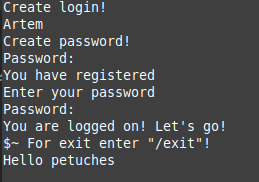 Create login!
Artem
Create password!
Password:
You have registered
Enter your password
Password:
You are logged on! Let's go!
$~ For exit enter "/exit"!
Hello petuches